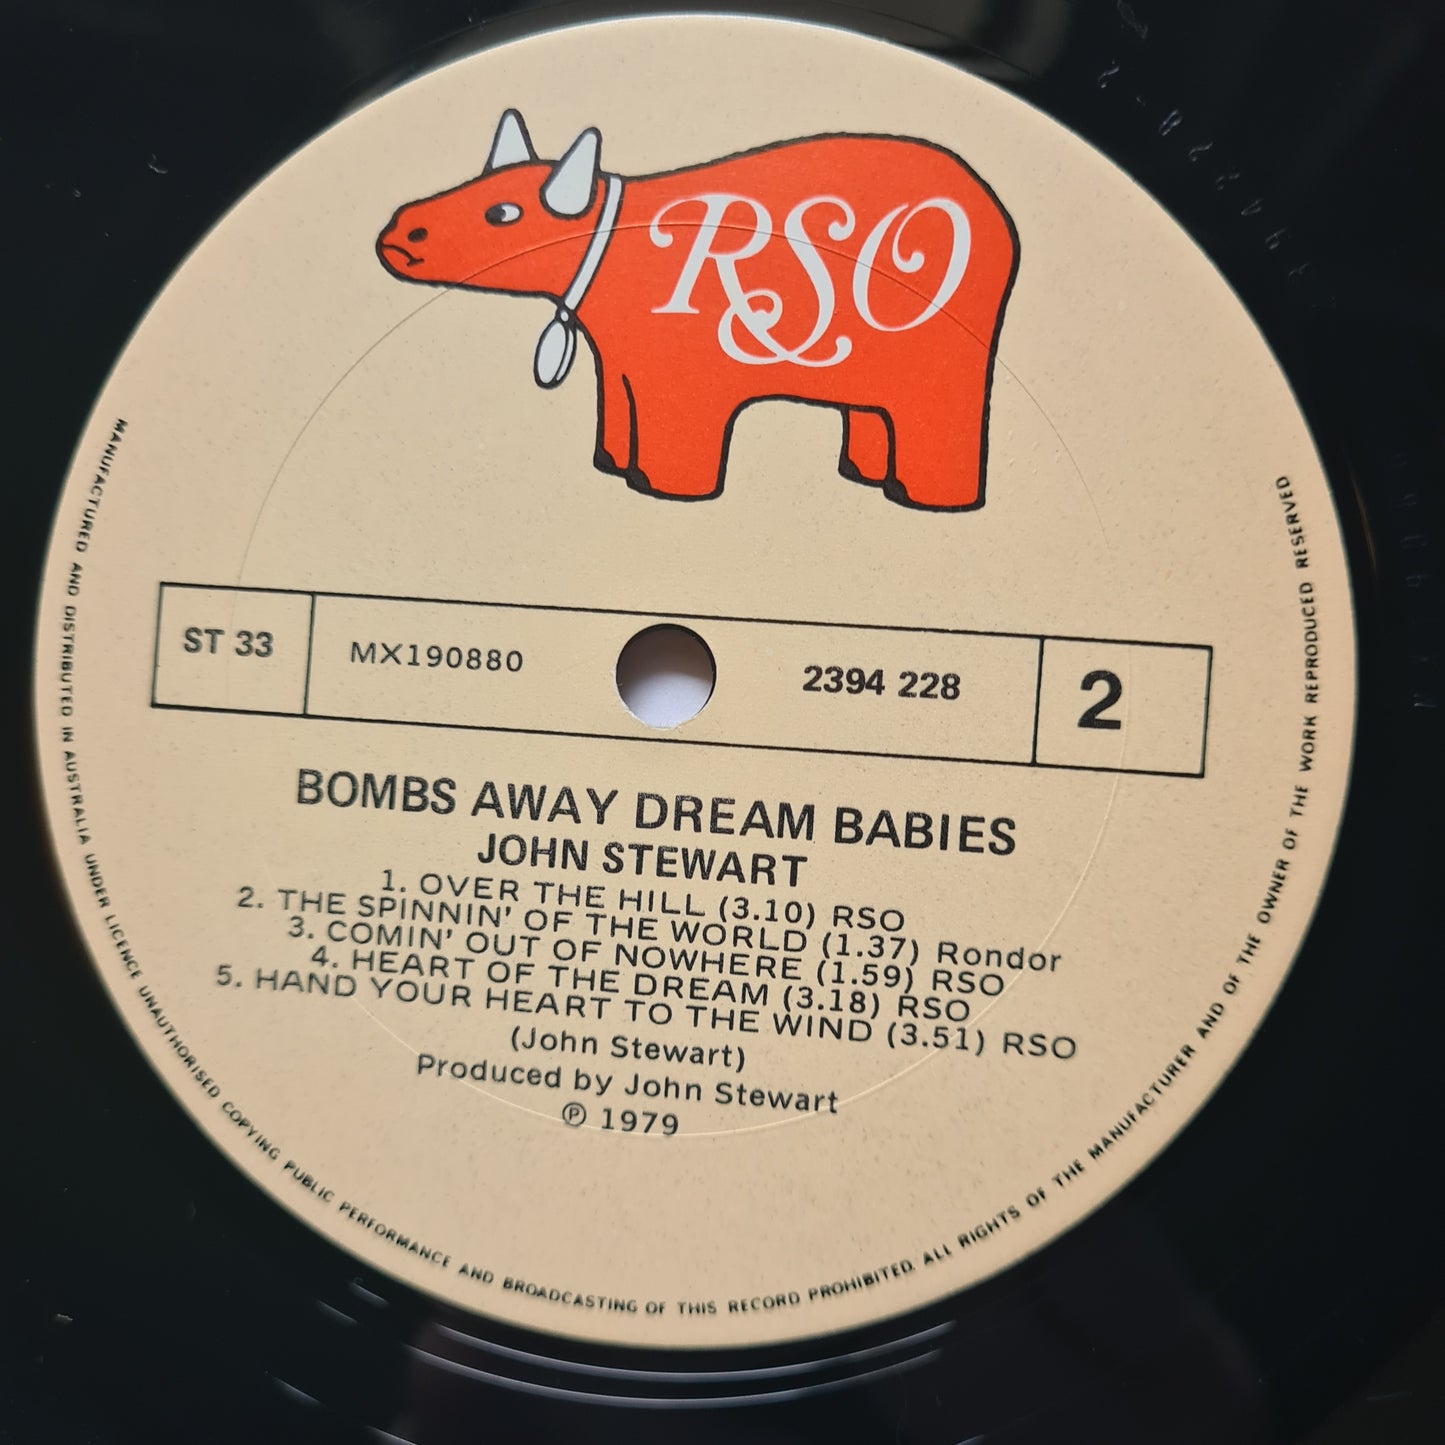 RSO
ST 33 MX190880 2394 228 2
BOMBS AWAY DREAM BABIES
JOHN STEWART
1. OVER THE HILL (3.10) RSO
2. THE SPINNIN' OF THE WORLD (1.37) Rondor
3. COMIN' OUT OF NOWHERE (1.59) RSO
4. HEART OF THE DREAM (3.18) RSO
5. HAND YOUR HEART TO THE WIND (3.51) RSO
(John Stewart)
Produced by John Stewart
℗ 1979
MANUFACTURED AND DISTRIBUTED IN AUSTRALIA UNDER LICENCE UNAUTHORISED COPYING PUBLIC PERFORMANCE AND BROADCASTING OF THIS RECORD PROHIBITED. ALL RIGHTS OF THE MANUFACTURER AND OF THE OWNER OF THE WORK REPRODUCED RESERVED